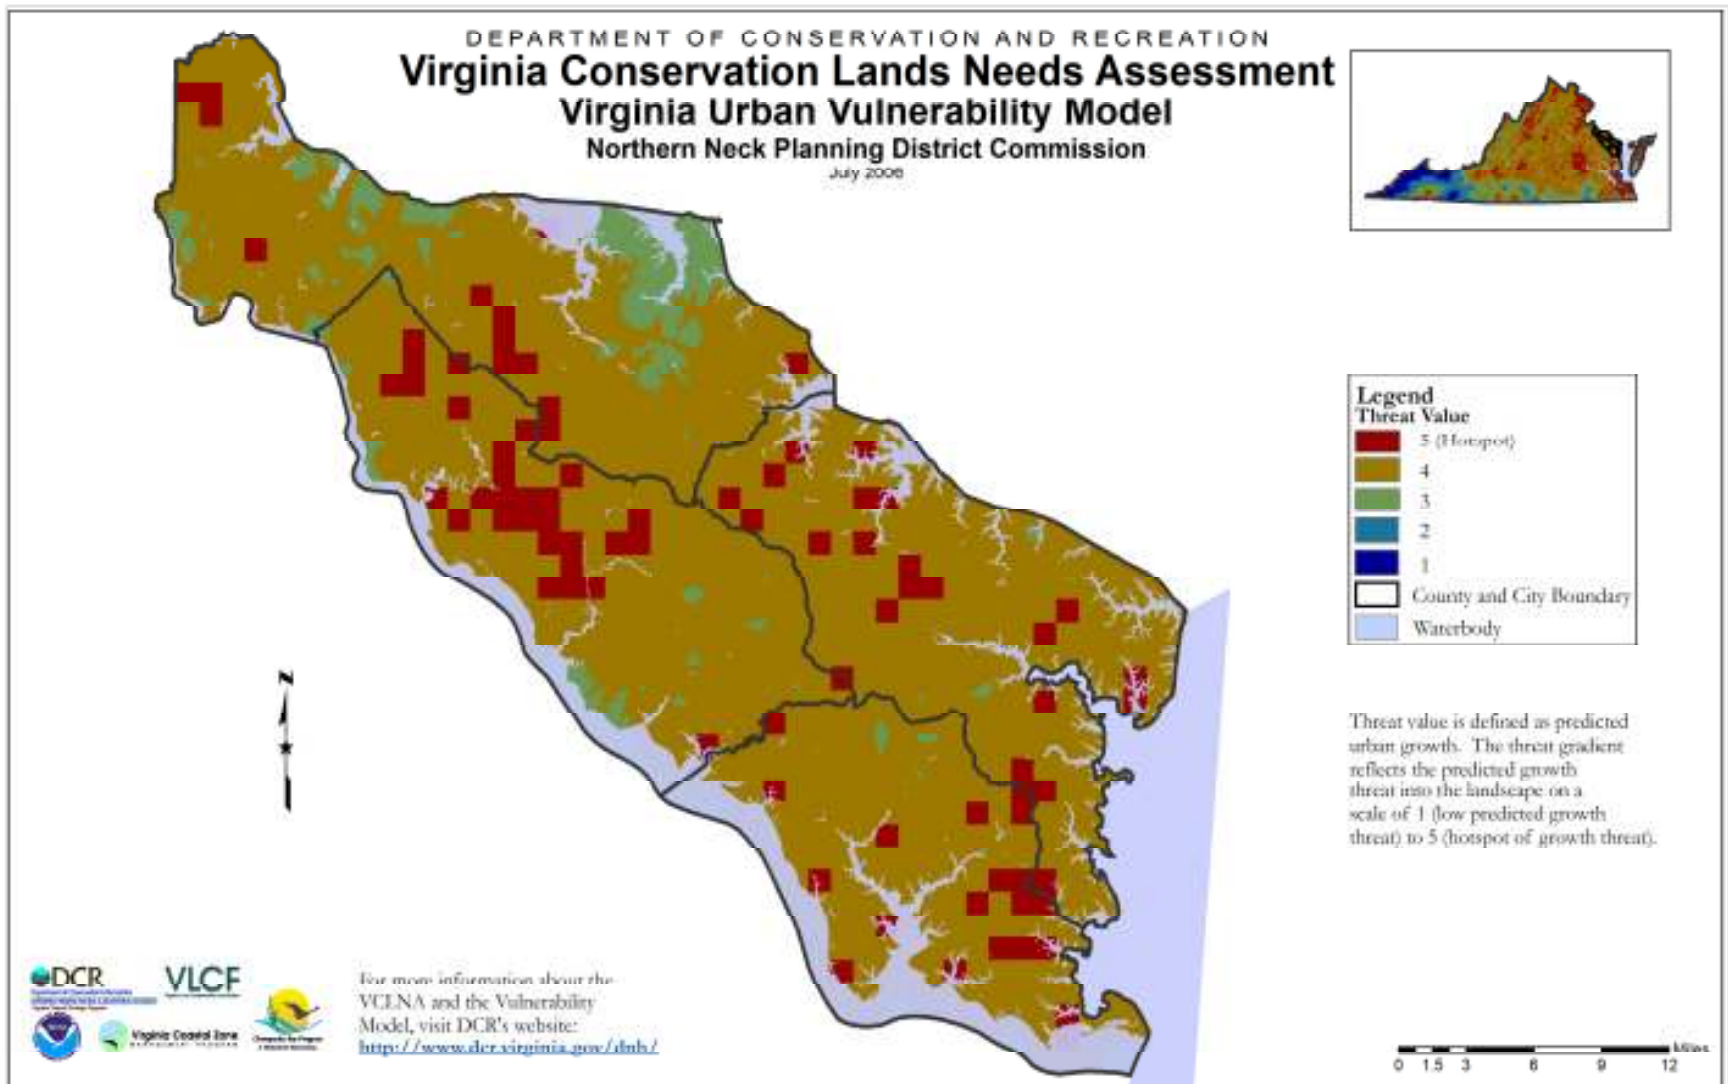 DEPARTMENT OF CONSERVATION AND RECREATION
Virginia Conservation Lands Needs Assessment
Virginia Urban Vulnerability Model
Northern Neck Planning District Commission
July 2006
Legend
Threat Value
5 (Hotspot)
4
3
2
1
County and City Boundary
Waterbody
N
Threat value is defined as predicted
urban growth. The threat gradient
reflects the predicted growth
threat into the landscape on a
scale of 1 (low predicted growth
threat) to 5 (hotspot of growth threat).
DCR
VLCF
Virginia Coastal Zone
For more information about the
VCLNA and the Vulnerability
Model, visit DCR's website:
http://www.dcr.virginia.gov/dnh/
Miles
0 1.5 3 6 9 12